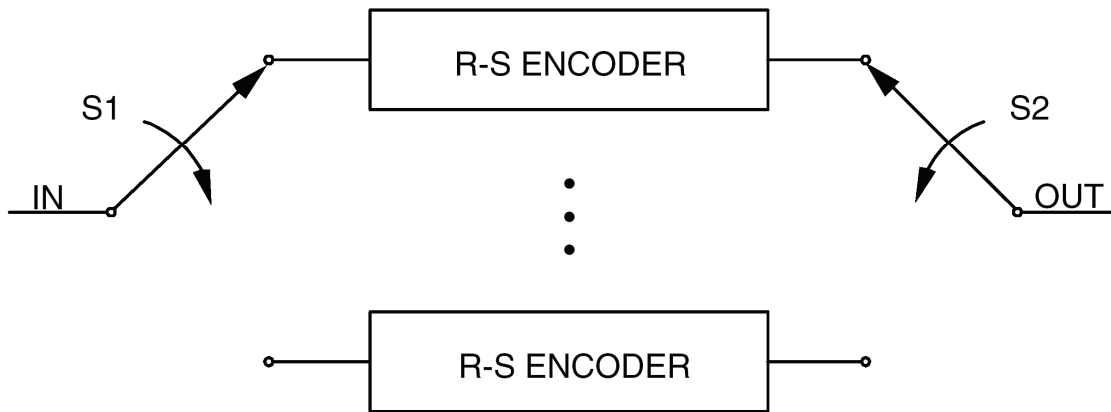 R-S ENCODER
S1
S2
IN
OUT
R-S ENCODER